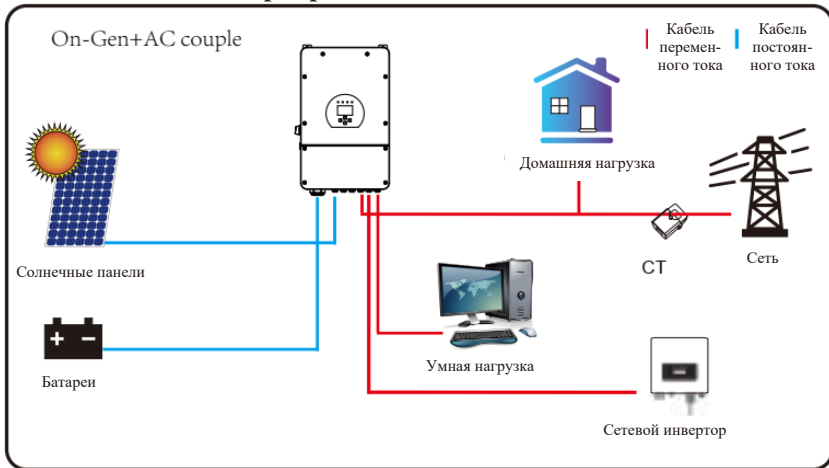 On-Gen+AC couple
Кабель
перемен-
ного тока
Кабель
постоян-
ного тока
Домашняя нагрузка
CT
Сеть
Солнечные панели
Умная нагрузка
Батареи
Сетевой инвертор